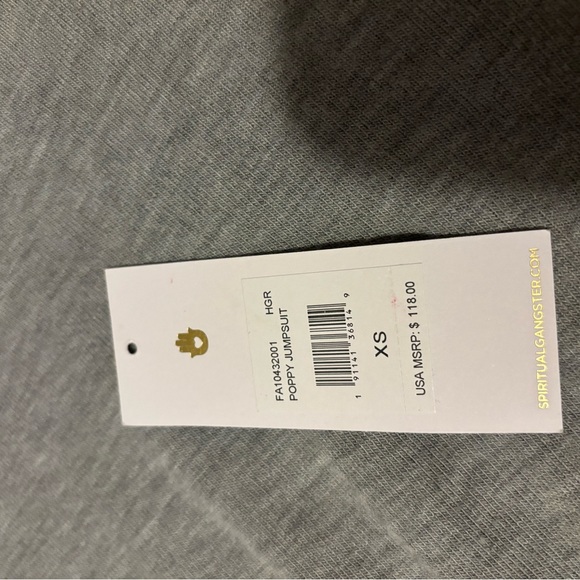 FA10432001 HGR
POPPY JUMPSUIT
1 91141 36814 9
XS
USA MSRP: $ 118.00
SPIRITUALGANGSTER.COM